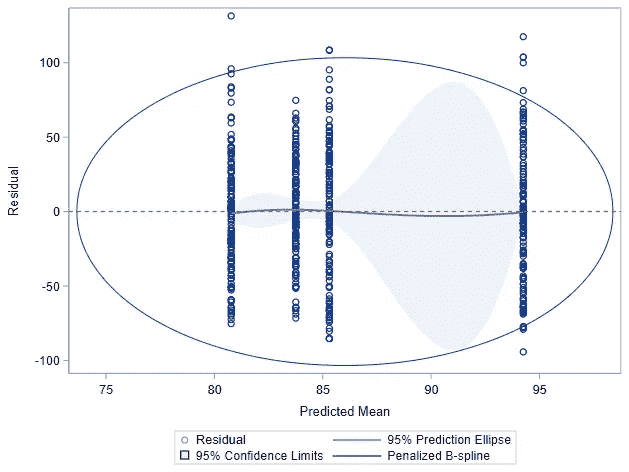 100
50
0
-50
-100
Residual
75 80 85 90 95
Predicted Mean
Residual 95% Prediction Ellipse
95% Confidence Limits Penalized B-spline